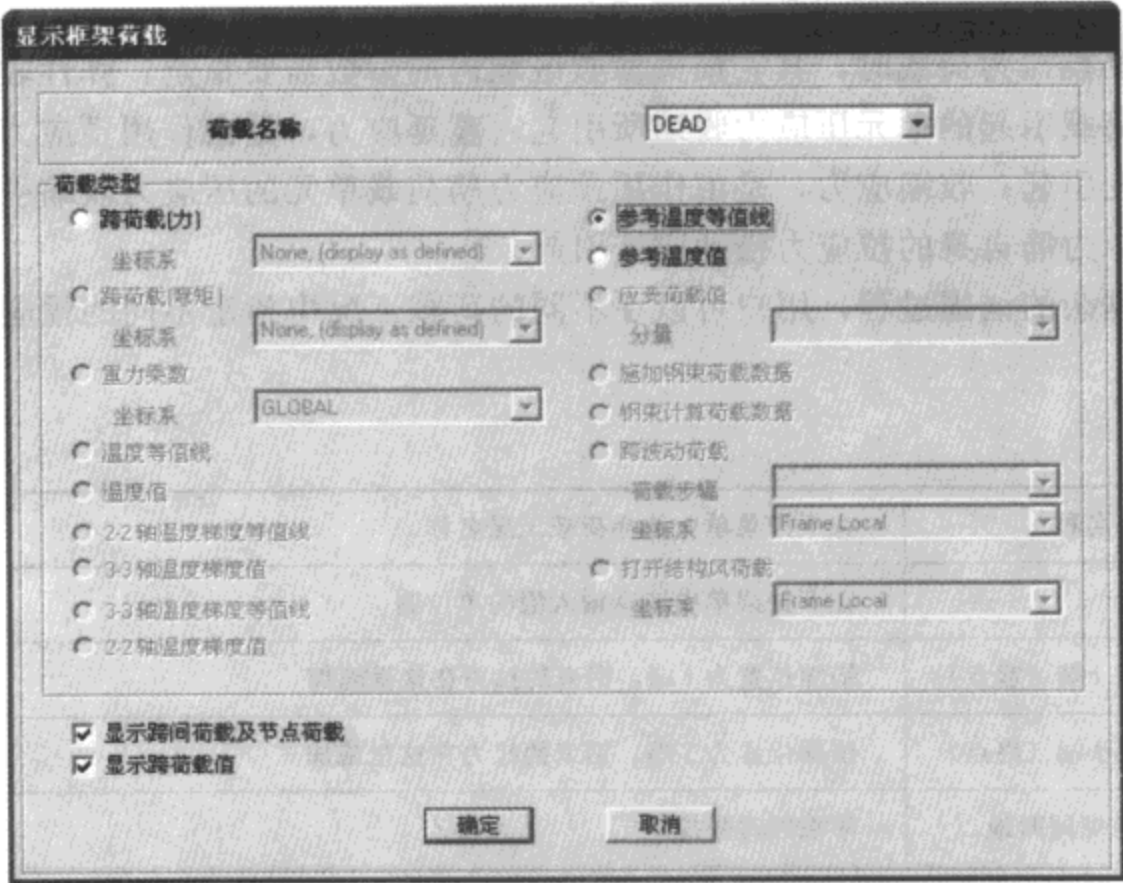 显示框架荷载
荷载名称
DEAD
荷载类型
跨荷载(力)
坐标系
None, (display as defined)
跨荷载(弯矩)
坐标系
None, (display as defined)
重力乘数
坐标系
GLOBAL
温度等值线
温度值
2-2轴温度梯度等值线
3-3轴温度梯度值
3-3轴温度梯度等值线
2-2轴温度梯度值
参考温度等值线
参考温度值
应变荷载值
分量
施加钢束荷载数据
钢束计算荷载数据
跨波动荷载
荷载步幅
坐标系
Frame Local
打开结构风荷载
坐标系
Frame Local
显示跨间荷载及节点荷载
显示跨荷载值
确定
取消